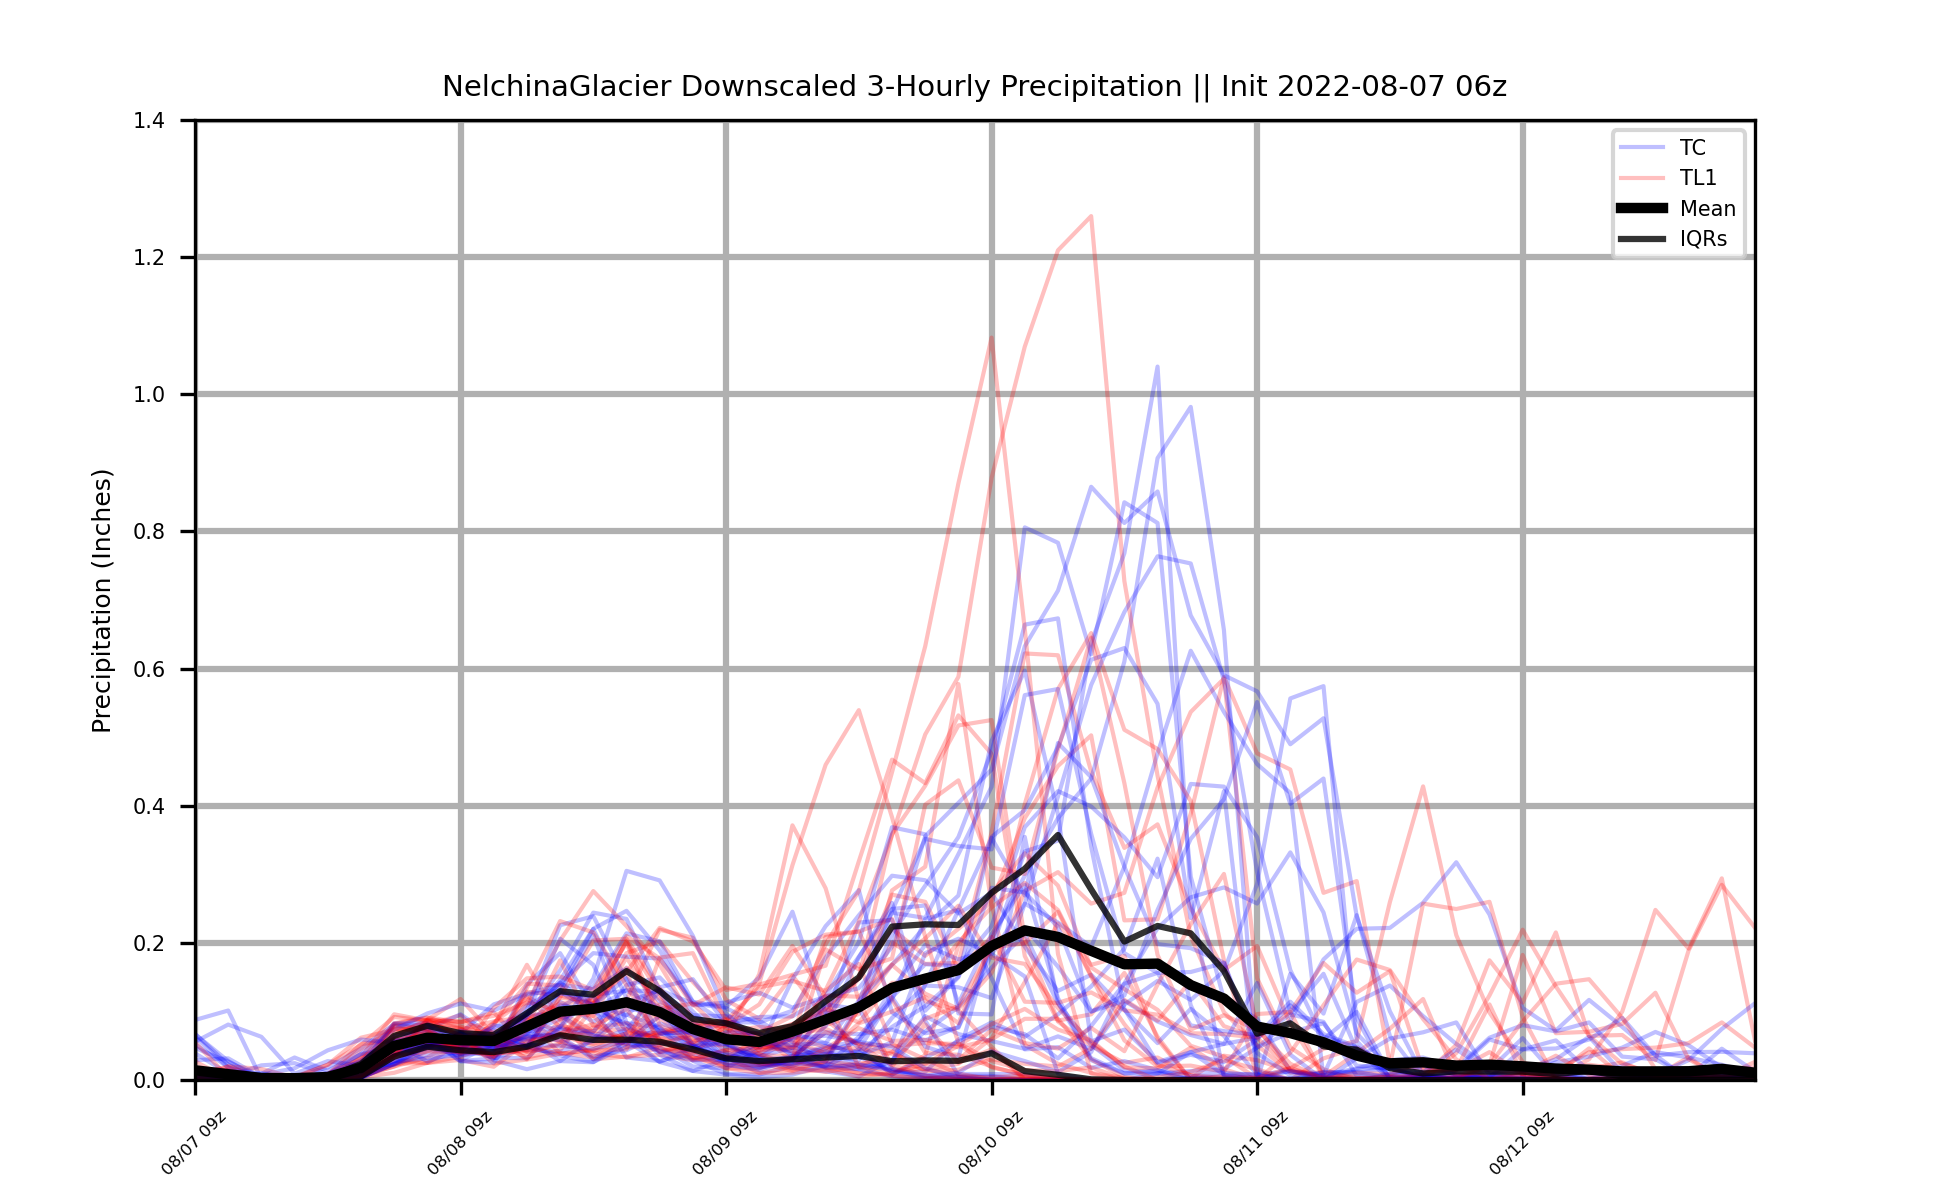 NelchinaGlacier Downscaled 3-Hourly Precipitation || Init 2022-08-07 06z
1.4
1.2
1.0
0.8
0.6
0.4
0.2
0.0
Precipitation (Inches)
TC
TL1
Mean
IQRs
08/07 09z
08/08 09z
08/09 09z
08/10 09z
08/11 09z
08/12 09z